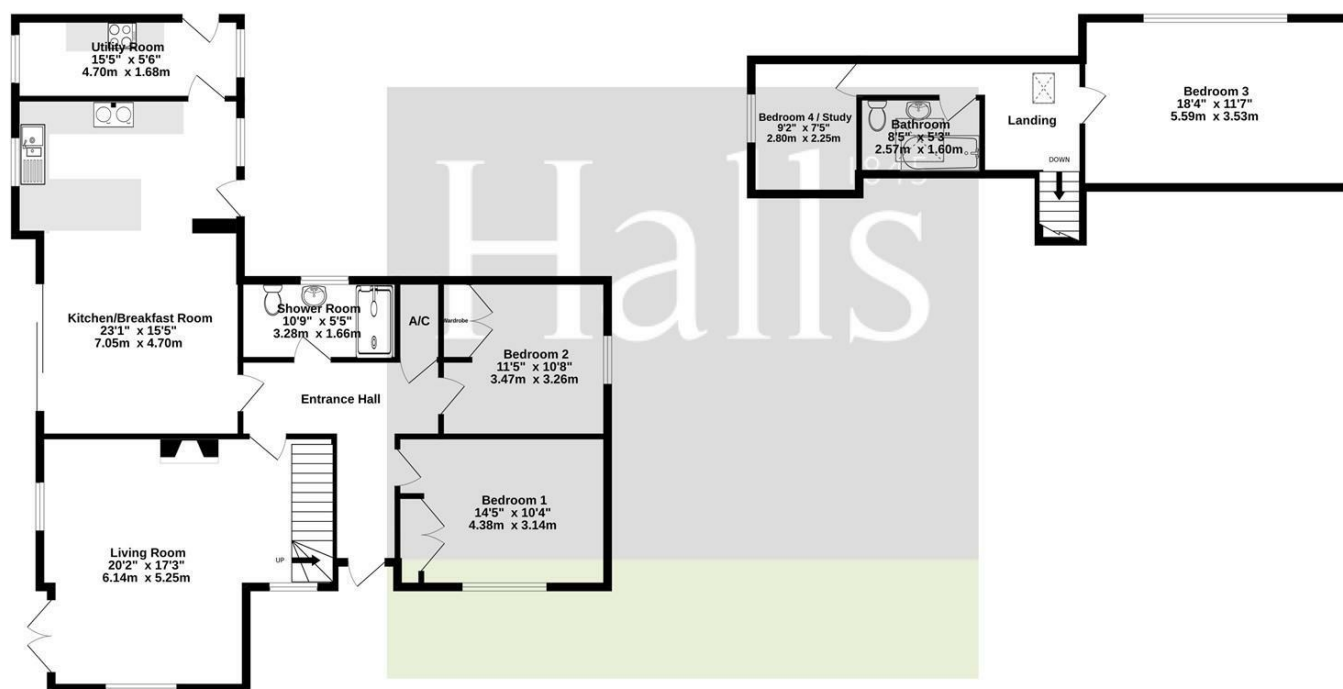 Utility Room
15'5" x 5'6"
4.70m x 1.68m
Kitchen/Breakfast Room
23'1" x 15'5"
7.05m x 4.70m
Shower Room
10'9" x 5'5"
3.28m x 1.66m
A/C
Wardrobe
Bedroom 2
11'5" x 10'8"
3.47m x 3.26m
Entrance Hall
Living Room
20'2" x 17'3"
6.14m x 5.25m
UP
Bedroom 1
14'5" x 10'4"
4.38m x 3.14m
Bedroom 4 / Study
9'2" x 7'5"
2.80m x 2.25m
Bathroom
8'5" x 5'3"
2.57m x 1.60m
Landing
DOWN
Bedroom 3
18'4" x 11'7"
5.59m x 3.53m
1845
Halls